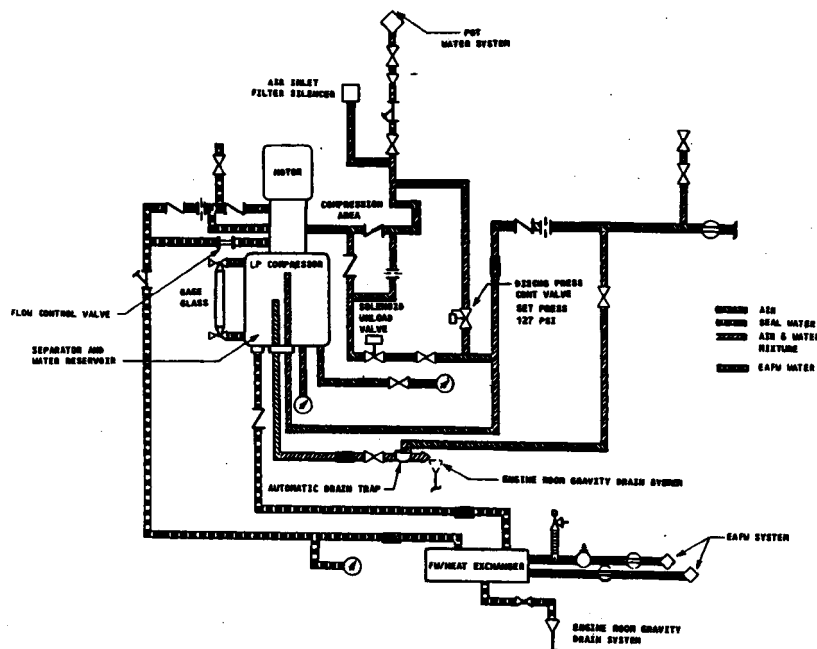 POT
WATER SYSTEM
AIR INLET
FILTER SILENCER
MOTOR
COMPRESSION
AREA
LP COMPRESSOR
GAGE
GLASS
FLOW CONTROL VALVE
SOLENOID
UNLOAD
VALVE
DISCHG PRESS
CONT VALVE
SET PRESS
127 PSI
SEPARATOR AND
WATER RESERVOIR
AIR
SEAL WATER
AIR & WATER
MIXTURE
EAFW WATER
AUTOMATIC DRAIN TRAP
ENGINE ROOM GRAVITY DRAIN SYSTEM
EAFW SYSTEM
FW/HEAT EXCHANGER
ENGINE ROOM GRAVITY
DRAIN SYSTEM